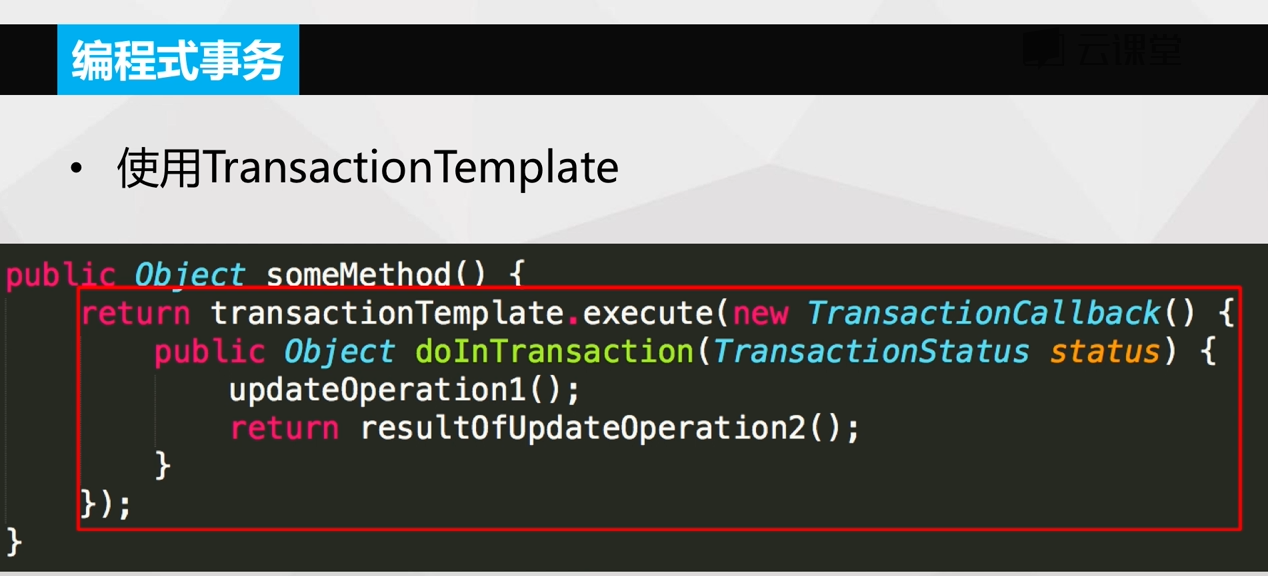 编程式事务
云课堂
• 使用TransactionTemplate
public Object someMethod() {
return transactionTemplate.execute(new TransactionCallback() {
public Object doInTransaction(TransactionStatus status) {
updateOperation1();
return resultOfUpdateOperation2();
}
});
}